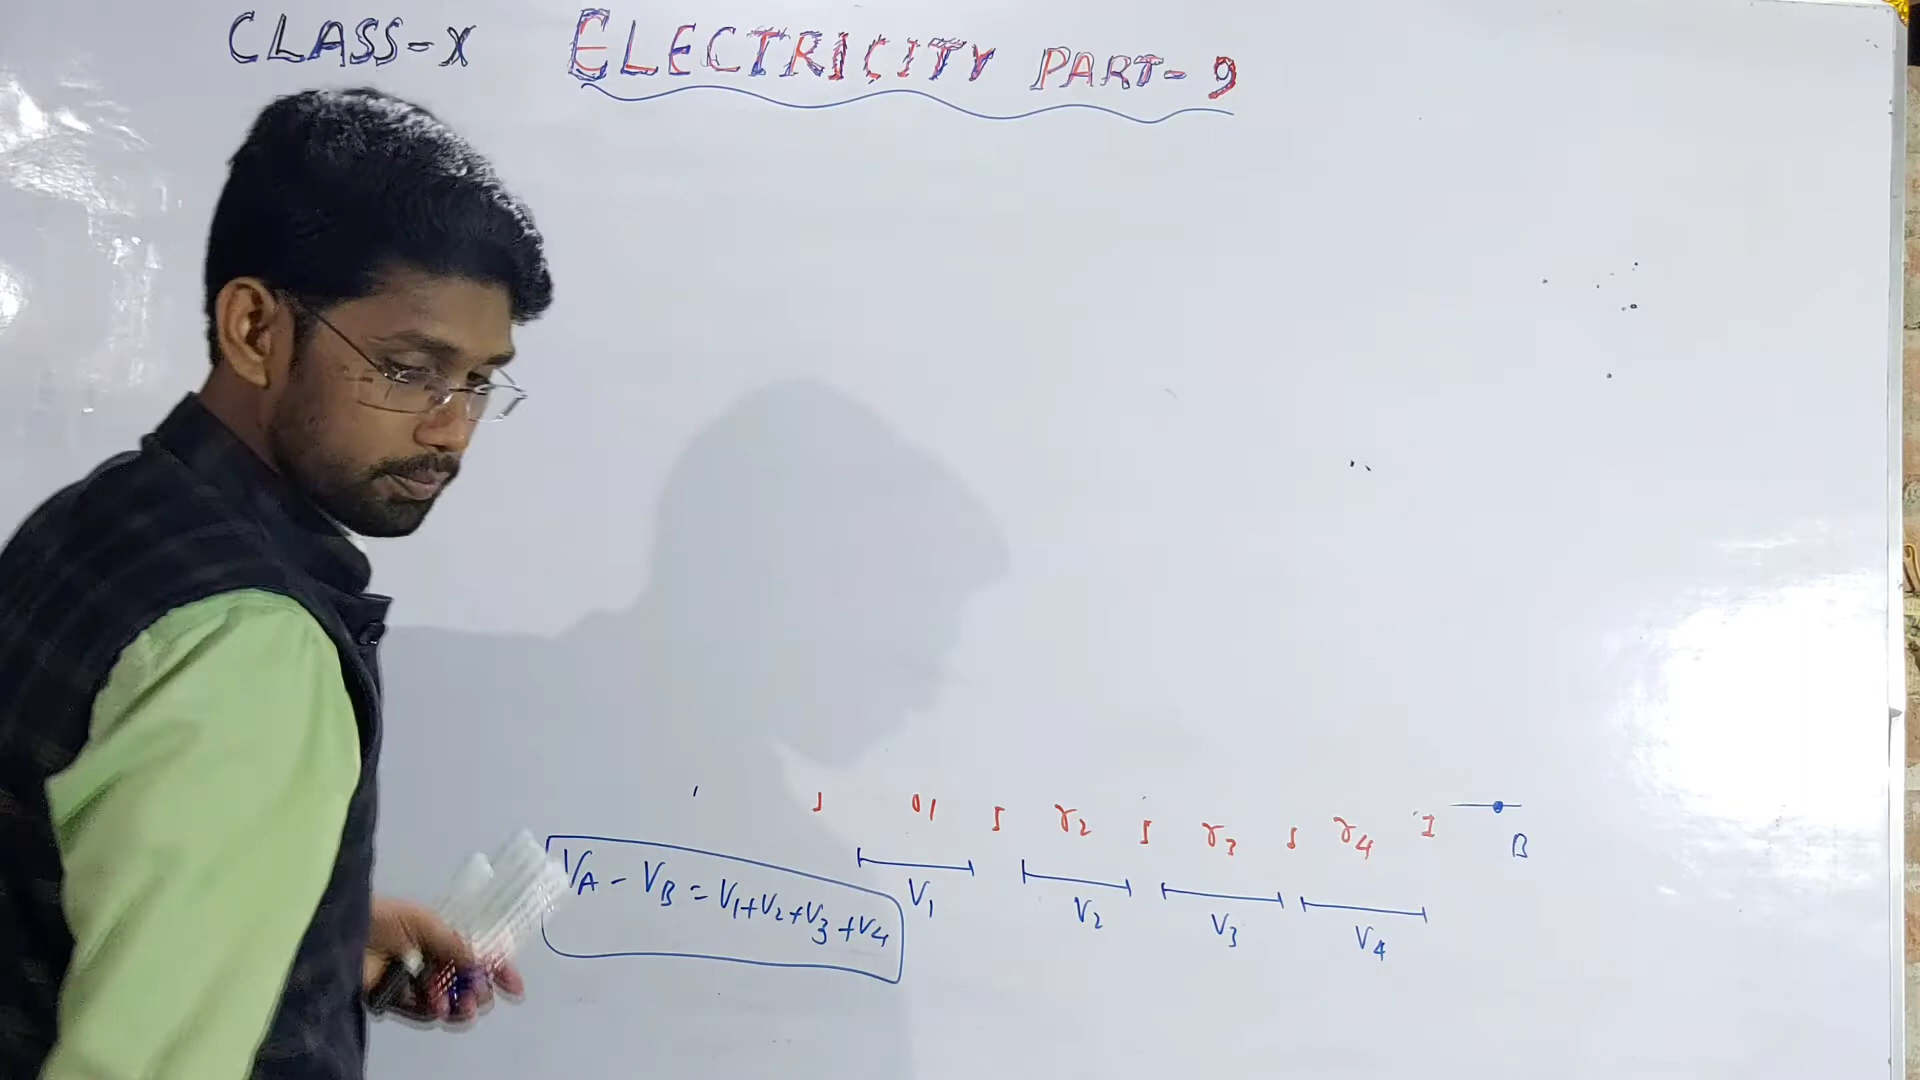 CLASS-X ELECTRICITY PART-9
I r1 I r2 I r3 I r4 I B
VA - VB = V1+V2+V3+V4
V1 V2 V3 V4